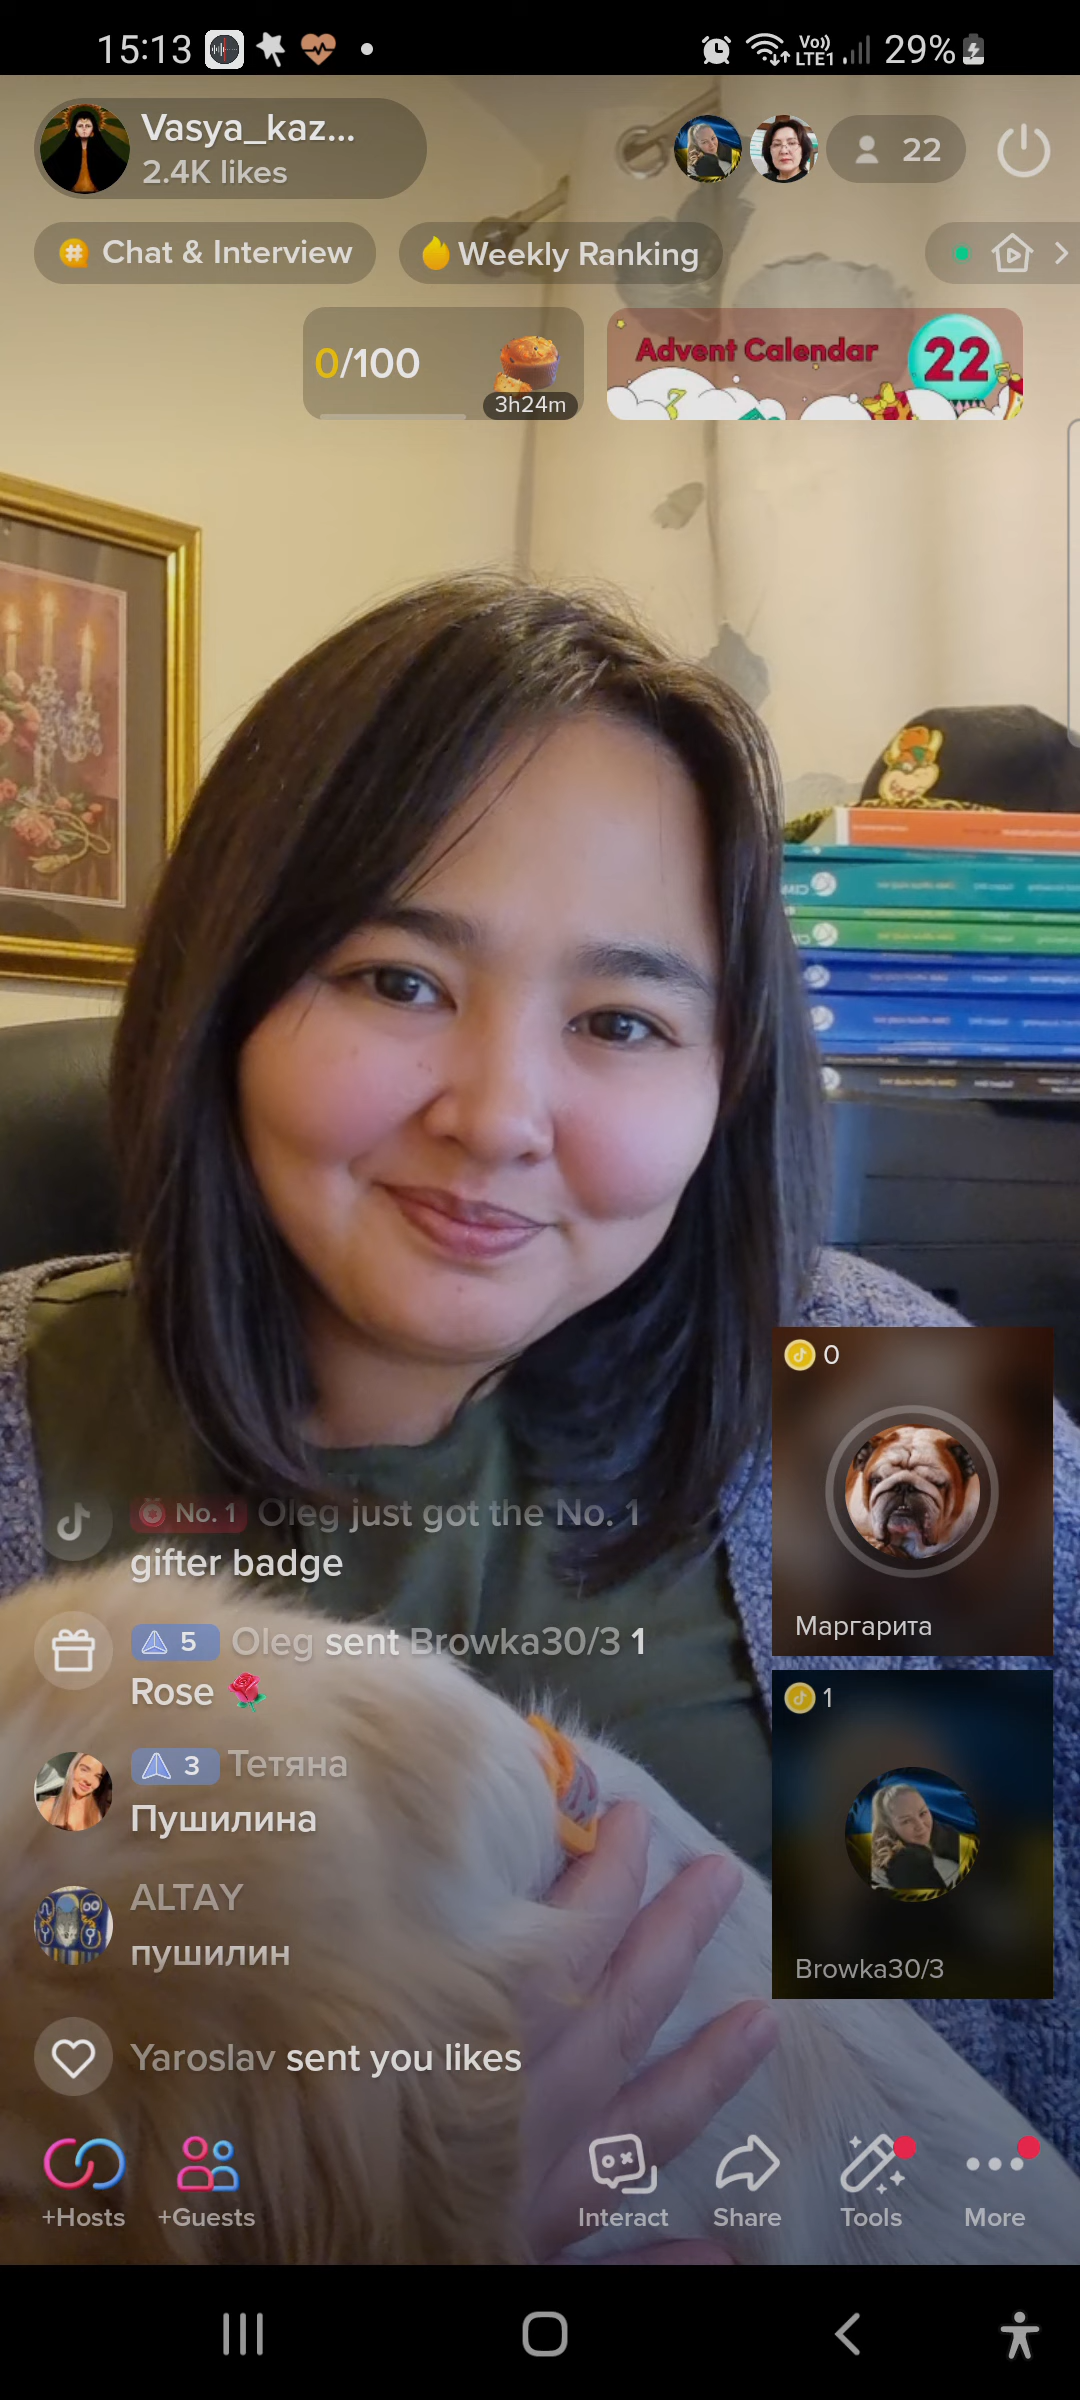 15:13
Vo))
LTE1
29%
Vasya_kaz...
2.4K likes
22
Chat & Interview
Weekly Ranking
0/100
3h24m
Advent Calendar
22
0
Маргарита
1
Browka30/3
No. 1 Oleg just got the No. 1
gifter badge
5 Oleg sent Browka30/3 1
Rose
3 Тетяна
Пушилина
ALTAY
пушилин
Yaroslav sent you likes
+Hosts
+Guests
Interact
Share
Tools
More